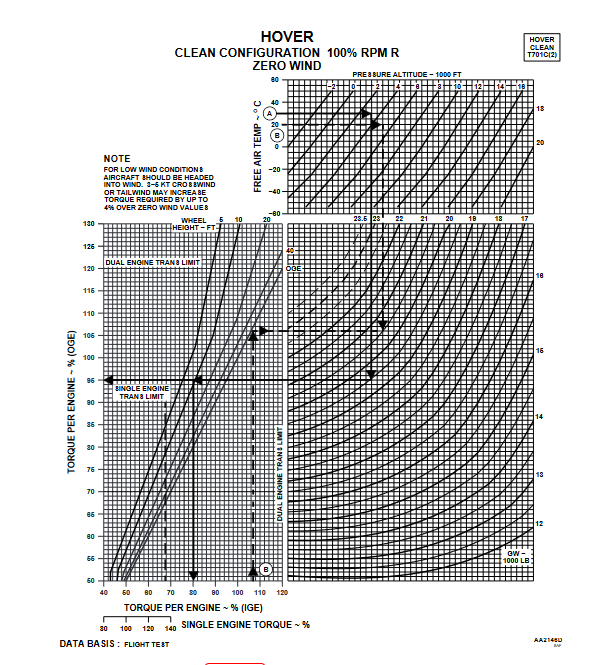 HOVER
CLEAN CONFIGURATION 100% RPM R
ZERO WIND
HOVER
CLEAN
T701C(2)
PRESSURE ALTITUDE ~ 1000 FT
-2 0 2 4 6 8 10 12 14 16
18
20
FREE AIR TEMP ~ °C
60
40
20
0
-20
-40
-60
A
B
NOTE
FOR LOW WIND CONDITIONS
AIRCRAFT SHOULD BE HEADED
INTO WIND. 3-5 KT CROSSWIND
OR TAILWIND MAY INCREASE
TORQUE REQUIRED BY UP TO
4% OVER ZERO WIND VALUES
WHEEL
HEIGHT ~ FT
5 10 20
40
OGE
23.5 23 22 21 20 19 18 17
16
15
14
13
12
GW ~
1000 LB
TORQUE PER ENGINE ~ % (OGE)
130
125
120
115
110
105
100
95
90
85
80
75
70
65
60
DUAL ENGINE TRANS LIMIT
SINGLE ENGINE
TRANS LIMIT
DUAL ENGINE TRANS LIMIT
B
40 50 60 70 80 90 100 110 120
TORQUE PER ENGINE ~ % (IGE)
80 100 120 140
SINGLE ENGINE TORQUE ~ %
DATA BASIS : FLIGHT TEST
AA2146D